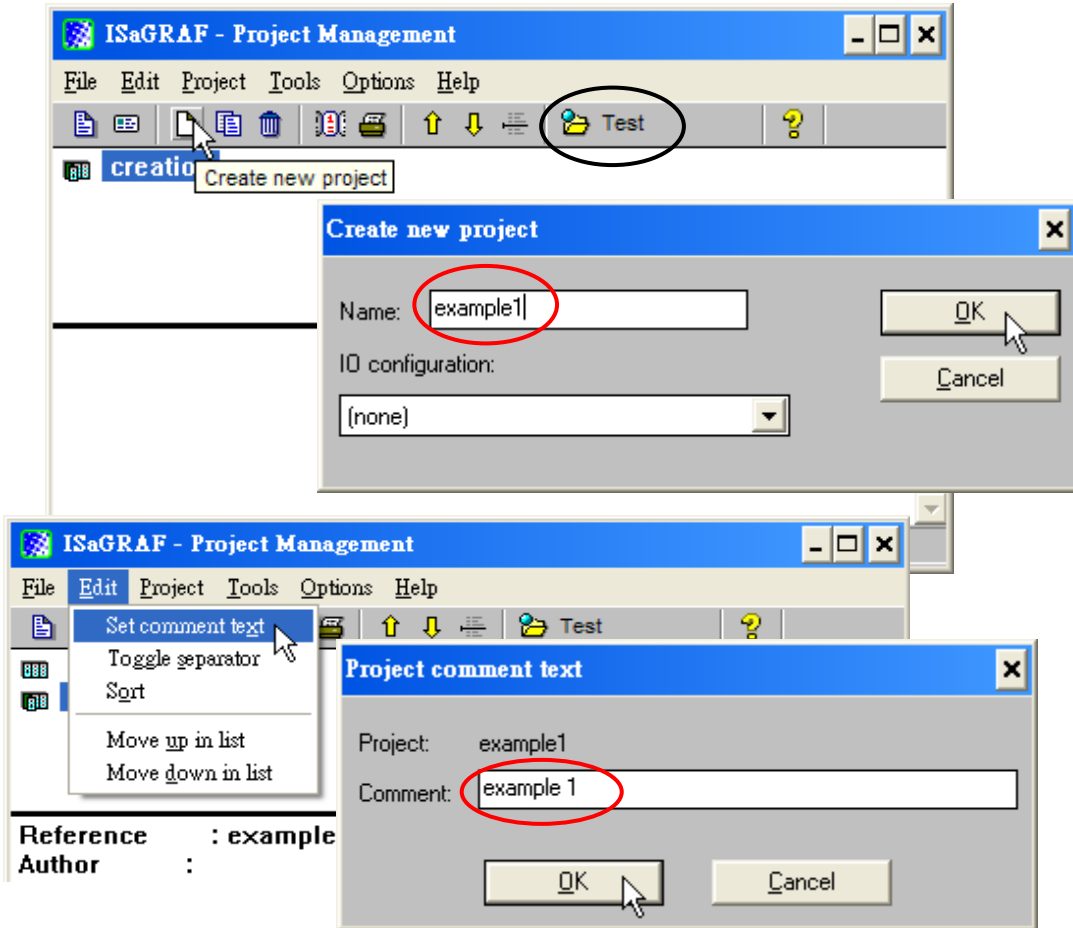 ISaGRAF - Project Management
File Edit Project Tools Options Help
Test
creation
Create new project
Create new project
Name: example1
OK
IO configuration:
Cancel
(none)
ISaGRAF - Project Management
File Edit Project Tools Options Help
Test
Set comment text
Toggle separator
Sort
Move up in list
Move down in list
Project comment text
Project: example1
Comment: example 1
OK Cancel
Reference : example
Author :